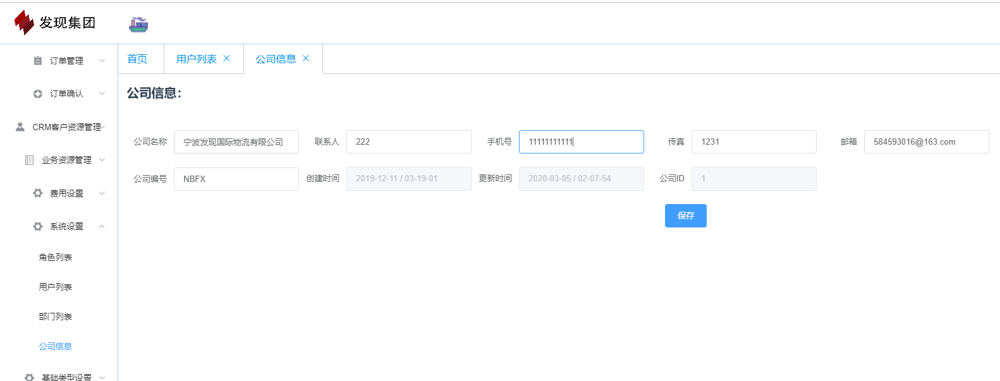 发现集团
订单管理
订单确认
CRM客户资源管理
业务资源管理
费用设置
系统设置
角色列表
用户列表
部门列表
公司信息
基础类型设置
首页 用户列表 公司信息
公司信息：
公司名称 宁波发现国际物流有限公司 联系人 222 手机号 11111111111 传真 1231 邮箱 584593016@163.com
公司编号 NBFX 创建时间 2019-12-11 / 03-19-01 更新时间 2020-03-05 / 02-07-54 公司ID 1
保存